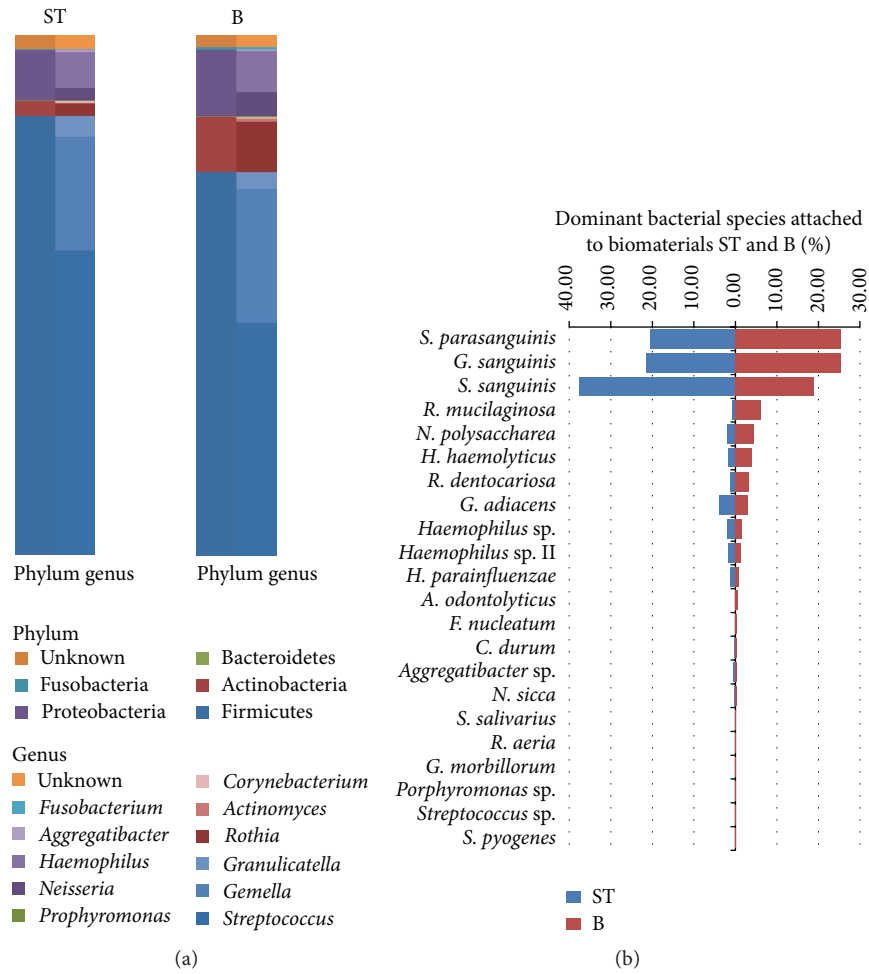 ST
B
Phylum genus
Phylum genus
Phylum
Unknown
Fusobacteria
Proteobacteria
Bacteroidetes
Actinobacteria
Firmicutes
Genus
Unknown
Fusobacterium
Aggregatibacter
Haemophilus
Neisseria
Prophyromonas
Corynebacterium
Actinomyces
Rothia
Granulicatella
Gemella
Streptococcus
(a)
Dominant bacterial species attached
to biomaterials ST and B (%)
40.00
30.00
20.00
10.00
0.00
10.00
20.00
30.00
S. parasanguinis
G. sanguinis
S. sanguinis
R. mucilaginosa
N. polysaccharea
H. haemolyticus
R. dentocariosa
G. adiacens
Haemophilus sp.
Haemophilus sp. II
H. parainfluenzae
A. odontolyticus
F. nucleatum
C. durum
Aggregatibacter sp.
N. sicca
S. salivarius
R. aeria
G. morbillorum
Porphyromonas sp.
Streptococcus sp.
S. pyogenes
ST
B
(b)